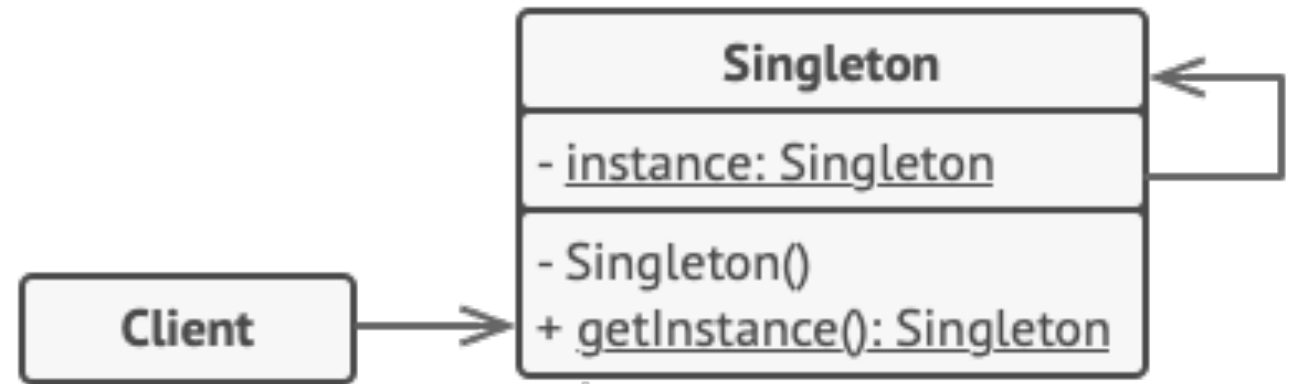 Singleton
- instance: Singleton
- Singleton()
Client
+ getInstance(): Singleton